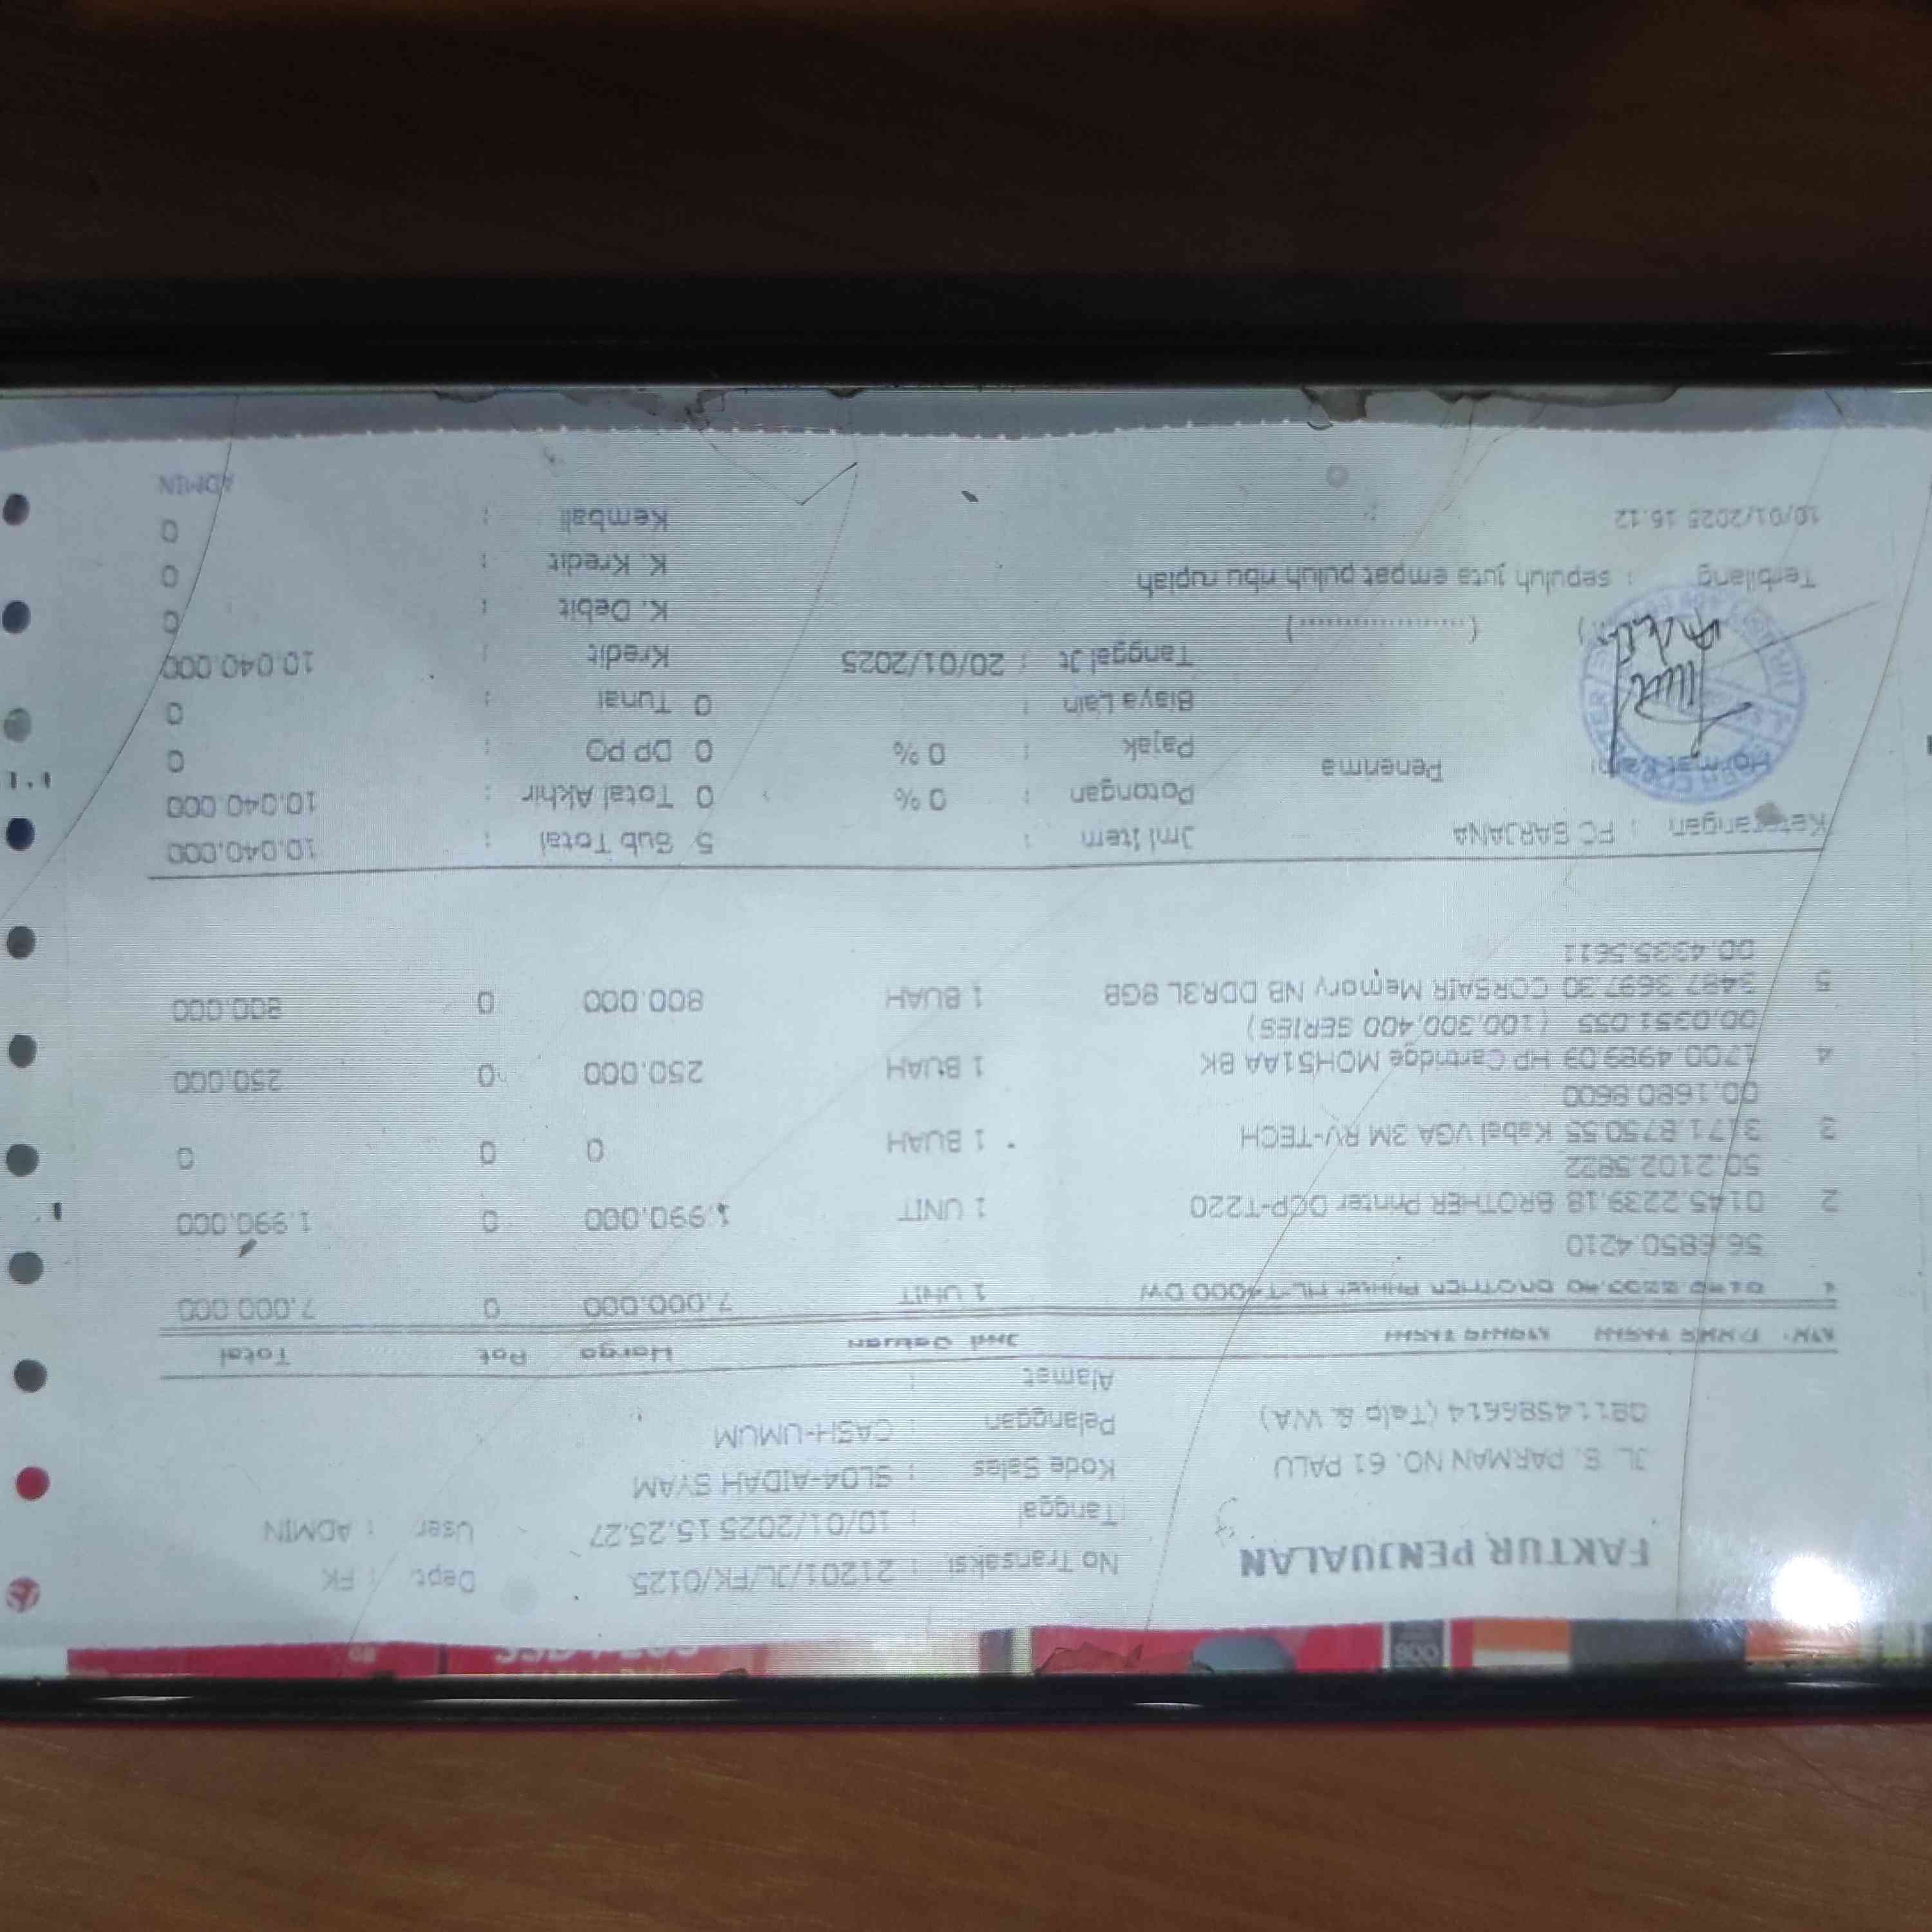 FAKTUR PENJUALAN
JL. S. PARMAN NO. 61 PALU
08114586614 (Telp & WA)
No Transaksi : 21201/JL/FK/0125 Dept. : FK
Tanggal : 10/01/2025 15.25.27 User : ADMIN
Kode Sales : SL04-AIDAH SYAM
Pelanggan : CASH-UMUM
Alamat :
Jml Satuan Harga Pot Total
1 BROTHER Printer HL-T4000 DW 1 UNIT 7.000.000 0 7.000.000
56.6850.4210
2 0145.2239.18 BROTHER Printer DCP-T220 1 UNIT 1.990.000 0 1.990.000
50.2102.5822
3 3171.8750.55 Kabel VGA 3M RV-TECH 1 BUAH 0 0 0
00.1680.8600
4 1700.4989.09 HP Cartridge MOH51AA BK 1 BUAH 250.000 0 250.000
00.0351.055 (100,300,400 SERIES)
5 3487.3697.30 CORSAIR Memory NB DDR3L 8GB 1 BUAH 800.000 0 800.000
00.4335.5611
Keterangan : FC SARJANA Jml Item : 5 Sub Total : 10.040.000
Potongan : 0 % 0 Total Akhir : 10.040.000
Hormat Kami Penerima Pajak : 0 % 0 DP PO : 0
Biaya Lain : 0 Tunai : 0
Tanggal Jt : 20/01/2025 Kredit : 10.040.000
(....................) K. Debit : 0
Terbilang : sepuluh juta empat puluh ribu rupiah K. Kredit : 0
10/01/2025 16.12 Kembali : 0
ADMIN